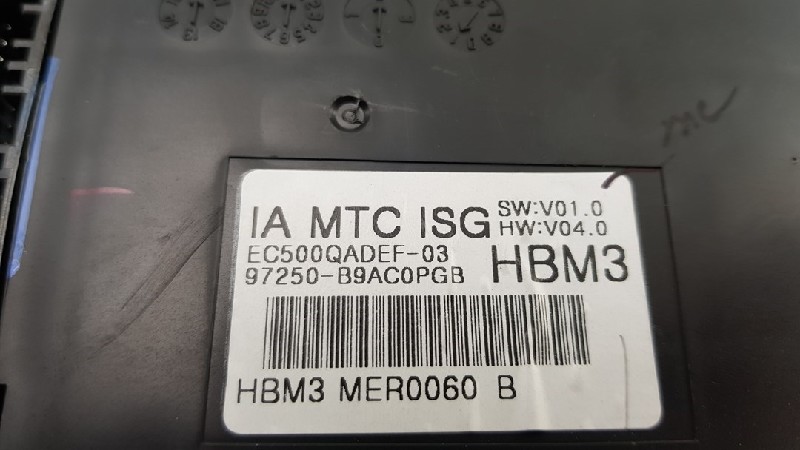 IA MTC ISG SW:V01.0
HW:V04.0
EC500QADEF-03
97250-B9AC0PGB HBM3
HBM3 MER0060 B